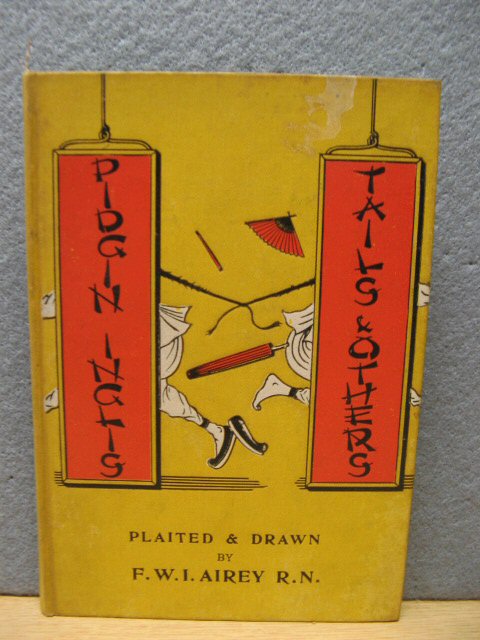 PIDGIN INGLIS
TAILS & OTHERS
PLAITED & DRAWN
BY
F.W.I. AIREY R.N.